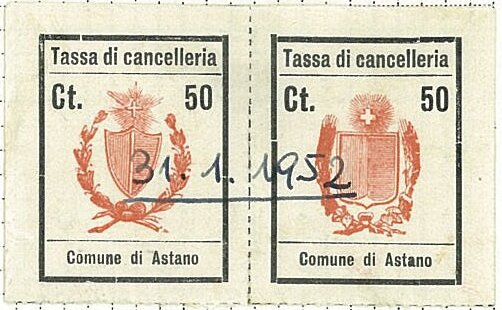 Tassa di cancelleria
Ct. 50
Comune di Astano
Tassa di cancelleria
Ct. 50
Comune di Astano
31.1.1952